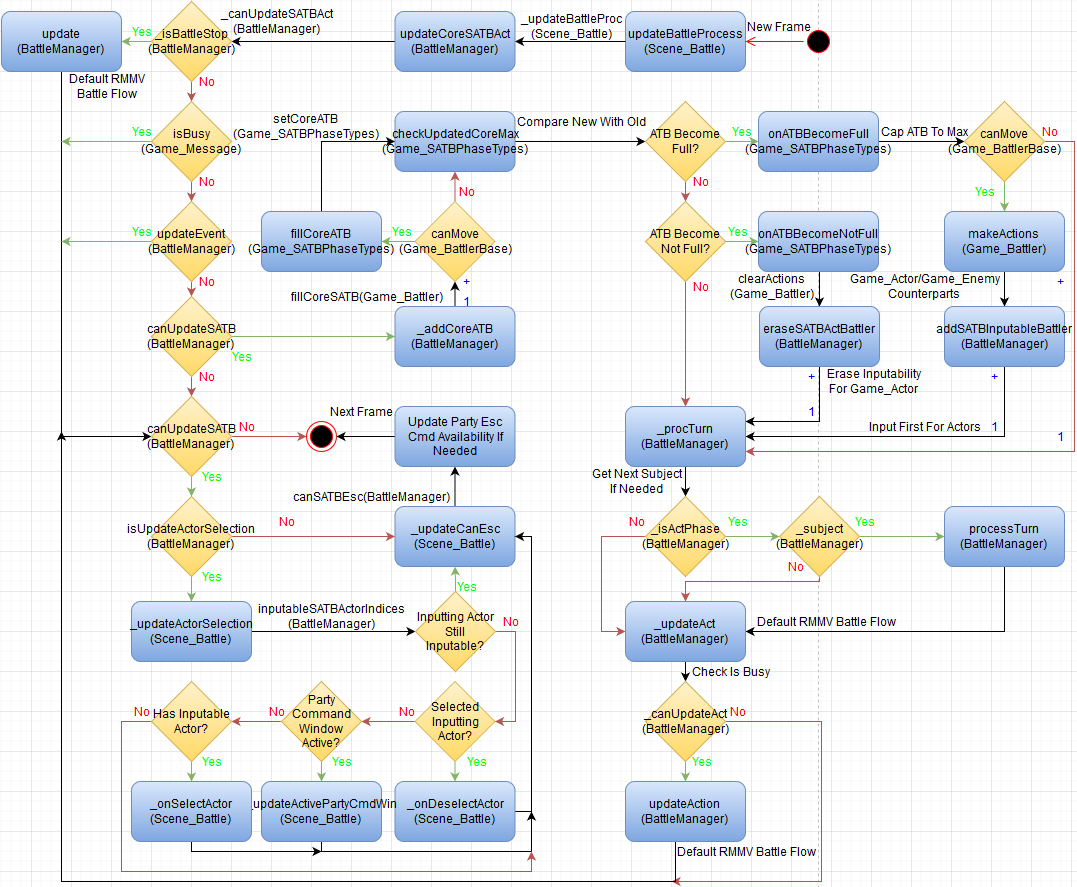 update
(BattleManager)
Yes
_isBattleStop
(BattleManager)
_canUpdateSATBAct
(BattleManager)
updateCoreSATBAct
(BattleManager)
_updateBattleProc
(Scene_Battle)
updateBattleProcess
(Scene_Battle)
New Frame
Default RMMV
Battle Flow
No
Yes
isBusy
(Game_Message)
setCoreATB
(Game_SATBPhaseTypes)
checkUpdatedCoreMax
(Game_SATBPhaseTypes)
Compare New With Old
ATB Become
Full?
Yes
onATBBecomeFull
(Game_SATBPhaseTypes)
Cap ATB To Max
canMove
(Game_BattlerBase)
No
No
No
No
Yes
Yes
updateEvent
(BattleManager)
fillCoreATB
(Game_SATBPhaseTypes)
Yes
canMove
(Game_BattlerBase)
ATB Become
Not Full?
Yes
onATBBecomeNotFull
(Game_SATBPhaseTypes)
makeActions
(Game_Battler)
No
fillCoreSATB(Game_Battler)
+
1
No
clearActions
(Game_Battler)
Game_Actor/Game_Enemy
Counterparts
+
canUpdateSATB
(BattleManager)
Yes
_addCoreATB
(BattleManager)
eraseSATBActBattler
(BattleManager)
addSATBInputableBattler
(BattleManager)
No
+
Erase Inputability
For Game_Actor
+
1
canUpdateSATB
(BattleManager)
No
Next Frame
Update Party Esc
Cmd Availability If
Needed
_procTurn
(BattleManager)
Input First For Actors
1
1
Yes
canSATBEsc(BattleManager)
Get Next Subject
If Needed
isUpdateActorSelection
(BattleManager)
No
_updateCanEsc
(Scene_Battle)
No
_isActPhase
(BattleManager)
Yes
_subject
(BattleManager)
Yes
processTurn
(BattleManager)
No
Yes
Yes
_updateActorSelection
(Scene_Battle)
inputableSATBActorIndices
(BattleManager)
Inputting Actor
Still
Inputable?
No
_updateAct
(BattleManager)
Default RMMV Battle Flow
Check Is Busy
No
Has Inputable
Actor?
No
Party
Command
Window
Active?
No
Selected
Inputting
Actor?
_canUpdateAct
(BattleManager)
No
Yes
Yes
Yes
Yes
_onSelectActor
(Scene_Battle)
_updateActivePartyCmdWin
(Scene_Battle)
_onDeselectActor
(Scene_Battle)
updateAction
(BattleManager)
Default RMMV Battle Flow